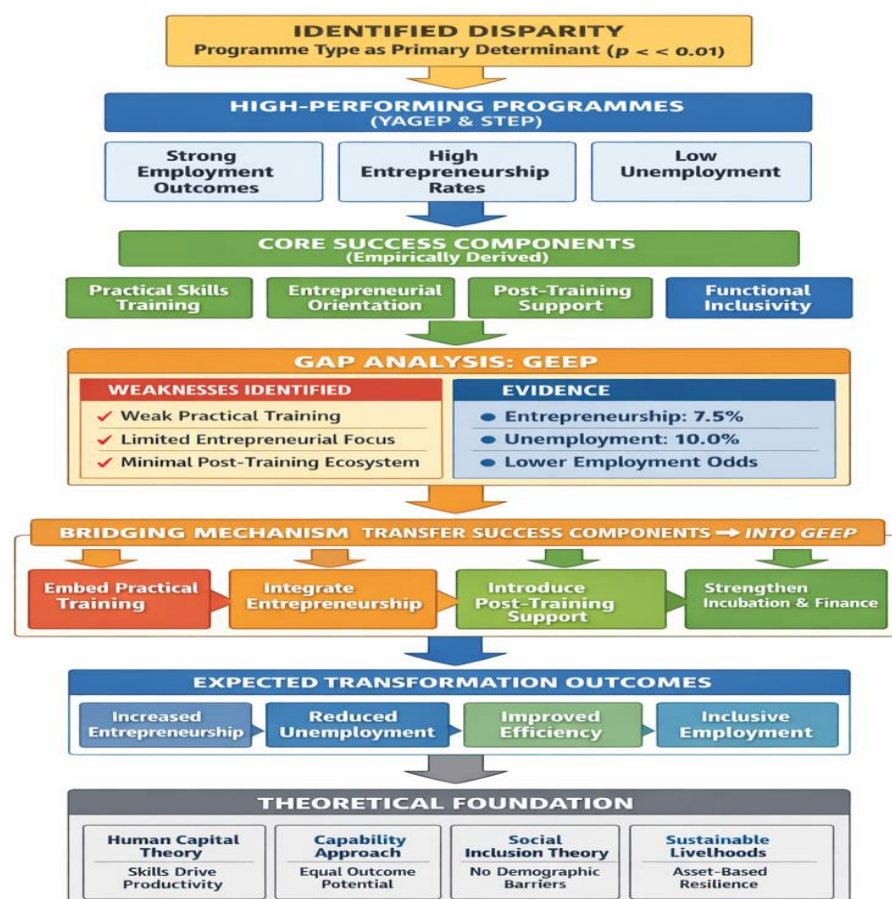 IDENTIFIED DISPARITY
Programme Type as Primary Determinant (p < < 0.01)
HIGH-PERFORMING PROGRAMMES
(YAGEP & STEP)
Strong
Employment
Outcomes
High
Entrepreneurship
Rates
Low
Unemployment
CORE SUCCESS COMPONENTS
(Empirically Derived)
Practical Skills
Training
Entrepreneurial
Orientation
Post-Training
Support
Functional
Inclusivity
GAP ANALYSIS: GEEP
WEAKNESSES IDENTIFIED
✓ Weak Practical Training
✓ Limited Entrepreneurial Focus
✓ Minimal Post-Training Ecosystem
EVIDENCE
● Entrepreneurship: 7.5%
● Unemployment: 10.0%
● Lower Employment Odds
BRIDGING MECHANISM TRANSFER SUCCESS COMPONENTS → INTO GEEP
Embed Practical
Training
Integrate
Entrepreneurship
Introduce
Post-Training
Support
Strengthen
Incubation & Finance
EXPECTED TRANSFORMATION OUTCOMES
Increased
Entrepreneurship
Reduced
Unemployment
Improved
Efficiency
Inclusive
Employment
THEORETICAL FOUNDATION
Human Capital
Theory
Skills Drive
Productivity
Capability
Approach
Equal Outcome
Potential
Social
Inclusion Theory
No Demographic
Barriers
Sustainable
Livelhoods
Asset-Based
Resilience